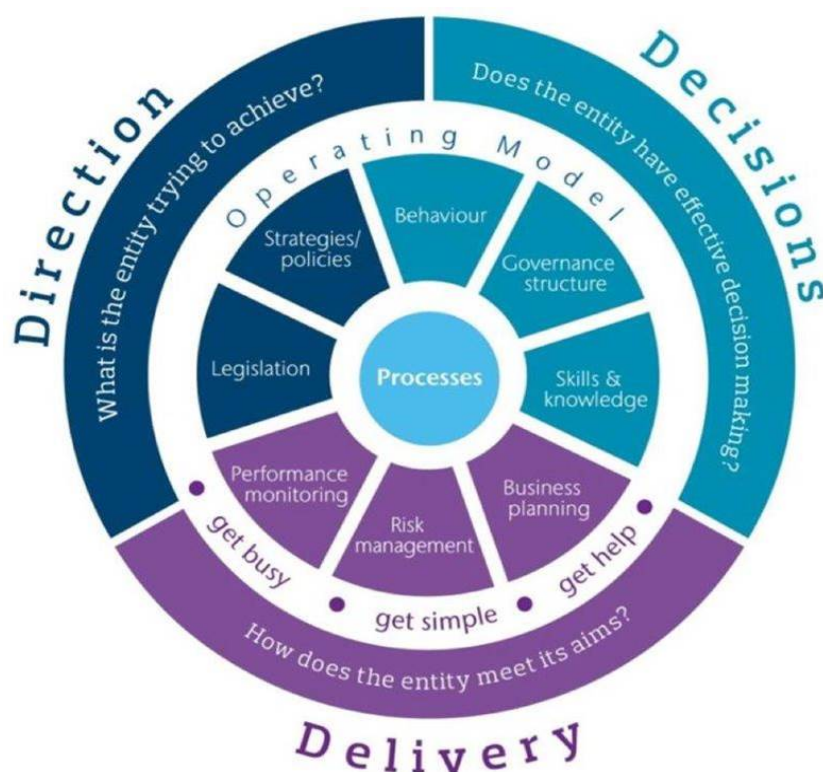 Direction
What is the entity trying to achieve?
Decisions
Does the entity have effective decision making?
Operating Model
Strategies/
policies
Behaviour
Governance
structure
Legislation
Processes
Skills &
knowledge
Performance
monitoring
Risk
management
Business
planning
get busy
get simple
get help
How does the entity meet its aims?
Delivery